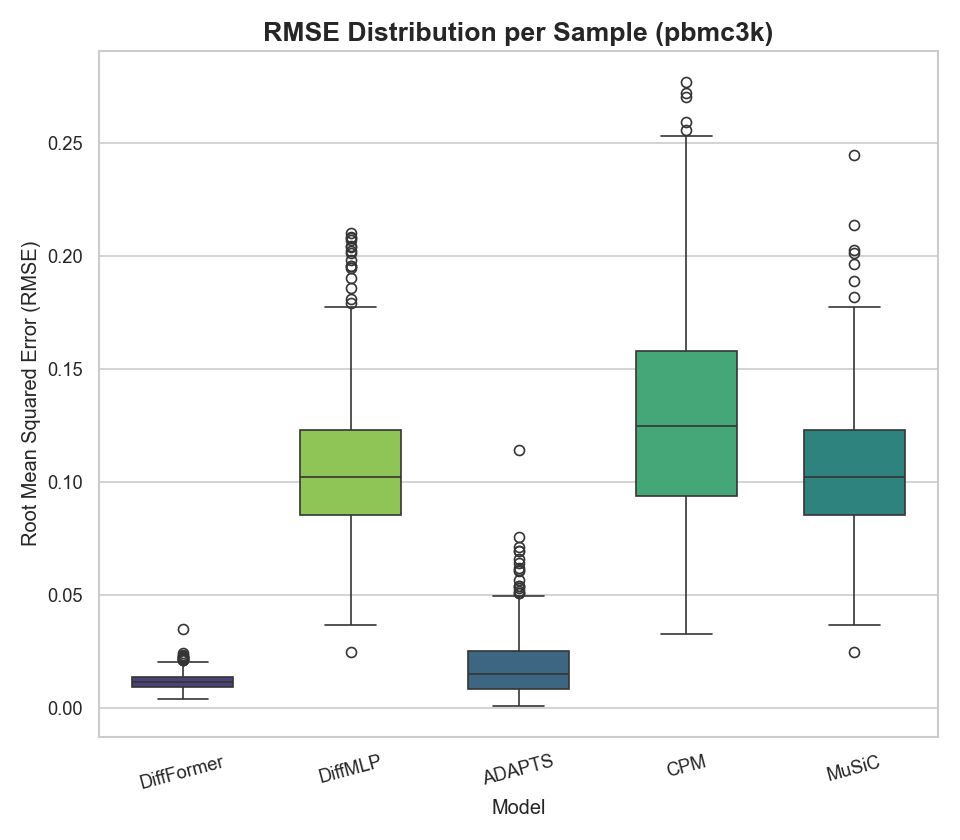 RMSE Distribution per Sample (pbmc3k)
Root Mean Squared Error (RMSE)
0.25
0.20
0.15
0.10
0.05
0.00
DiffFormer
DiffMLP
ADAPTS
CPM
MuSiC
Model